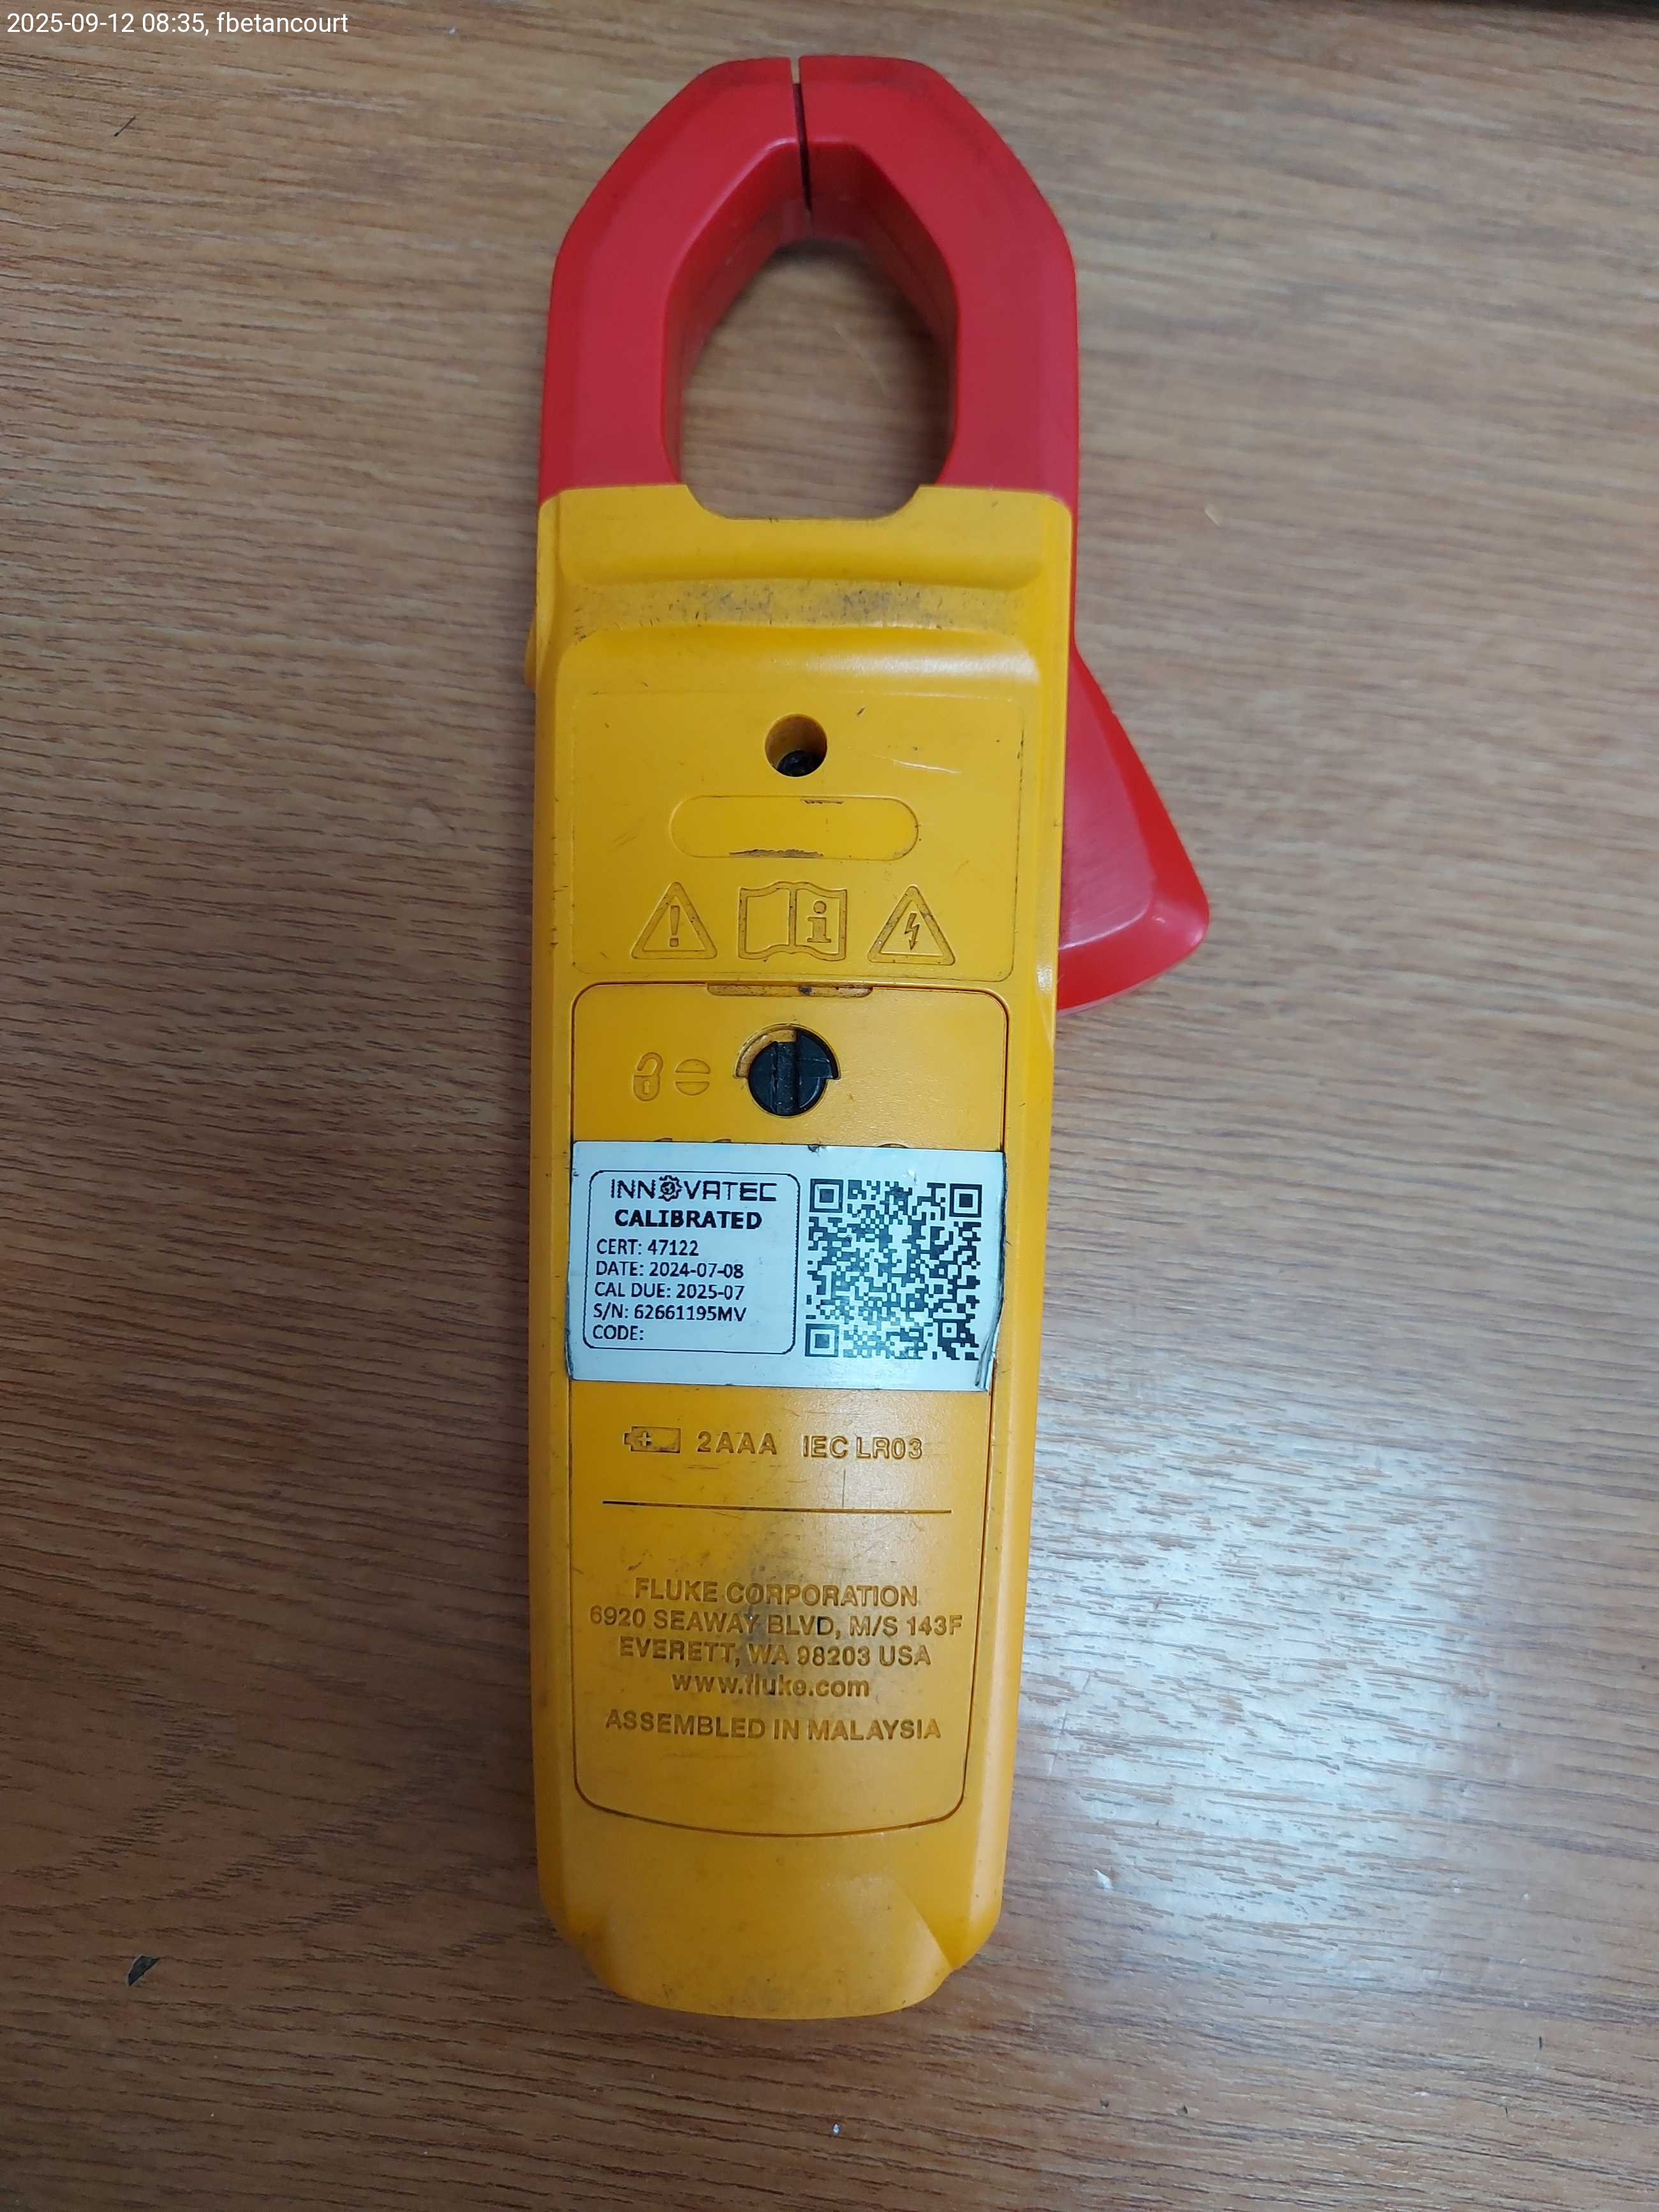 2025-09-12 08:35, fbetancourt
INNOVATEC
CALIBRATED
CERT: 47122
DATE: 2024-07-08
CAL DUE: 2025-07
S/N: 62661195MV
CODE:
2AAA IEC LR03
FLUKE CORPORATION
6920 SEAWAY BLVD, M/S 143F
EVERETT, WA 98203 USA
www.fluke.com
ASSEMBLED IN MALAYSIA